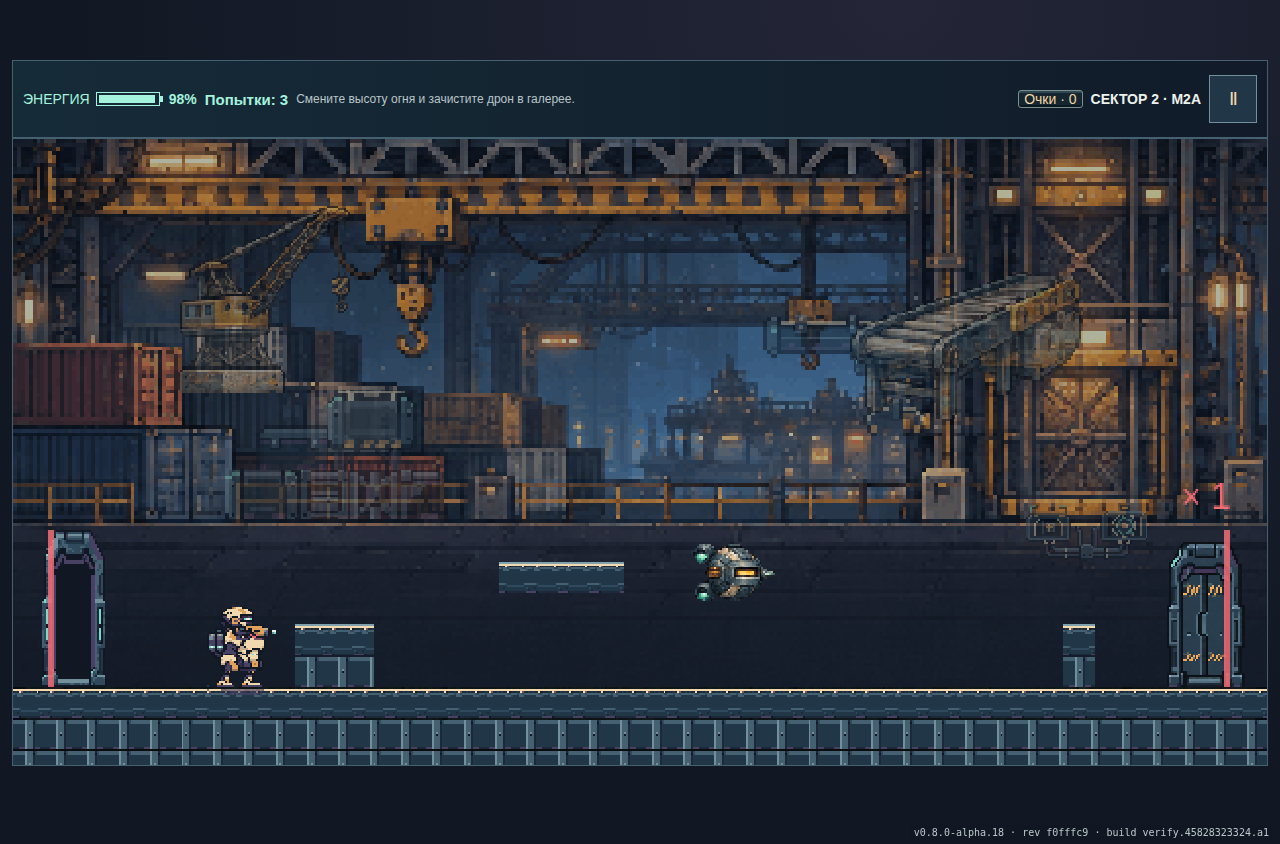 ЭНЕРГИЯ 98% Попытки: 3 Смените высоту огня и зачистите дрон в галерее. Очки · 0 СЕКТОР 2 · M2A II
× 1
v0.8.0-alpha.18 · rev f0fffc9 · build verify.45828323324.a1